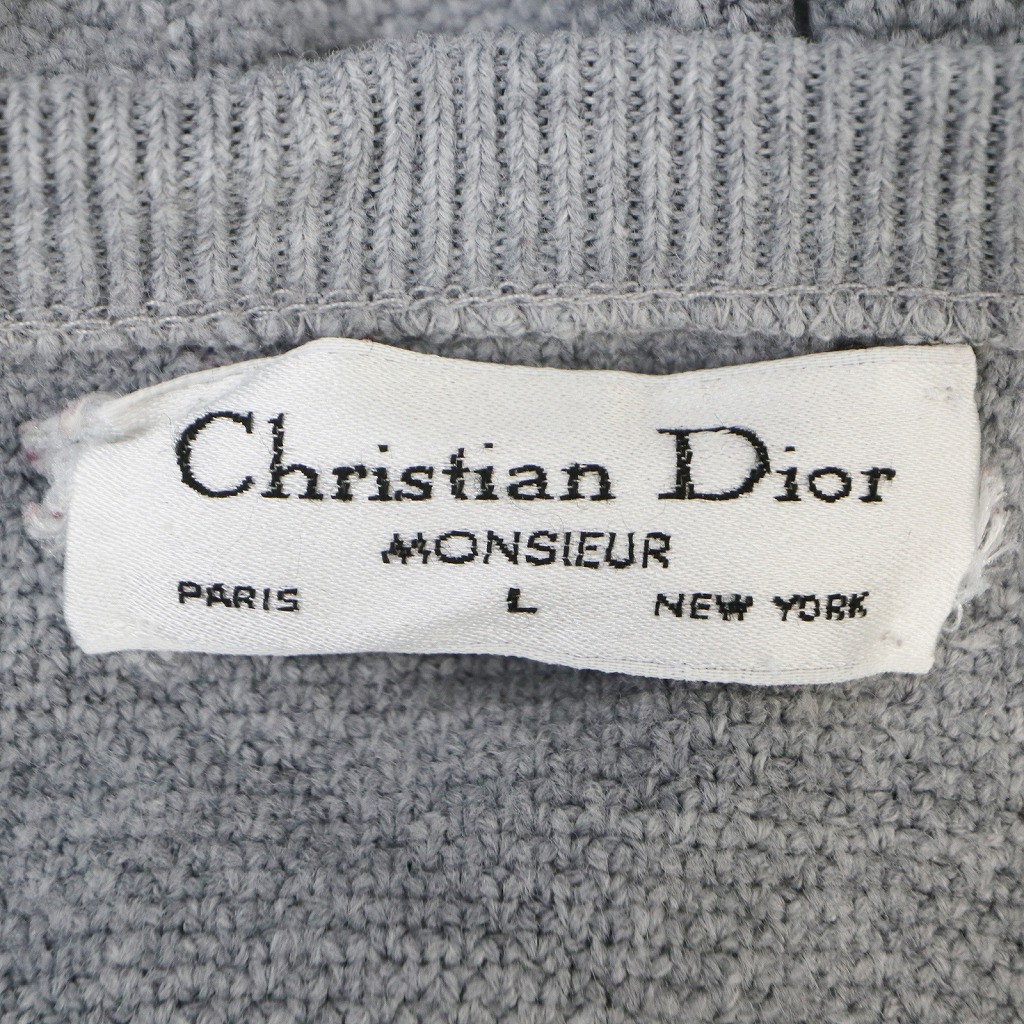 Christian Dior
MONSIEUR
PARIS L NEW YORK